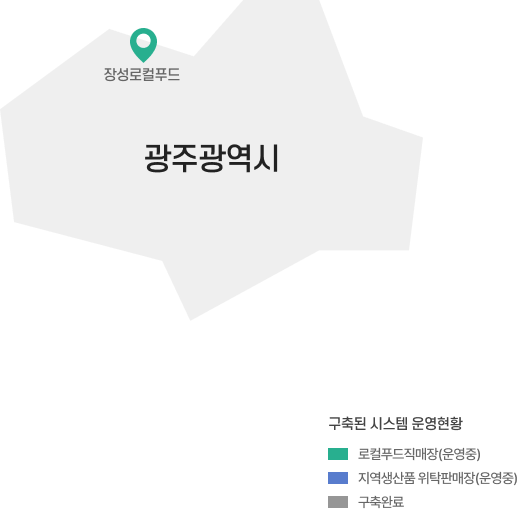 장성로컬푸드
광주광역시
구축된 시스템 운영현황
로컬푸드직매장(운영중)
지역생산품 위탁판매장(운영중)
구축완료